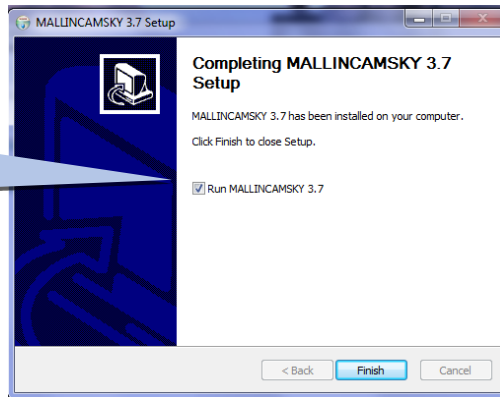 MALLINCAMSKY 3.7 Setup
Completing MALLINCAMSKY 3.7
Setup
MALLINCAMSKY 3.7 has been installed on your computer.
Click Finish to close Setup.
Run MALLINCAMSKY 3.7
< Back Finish Cancel